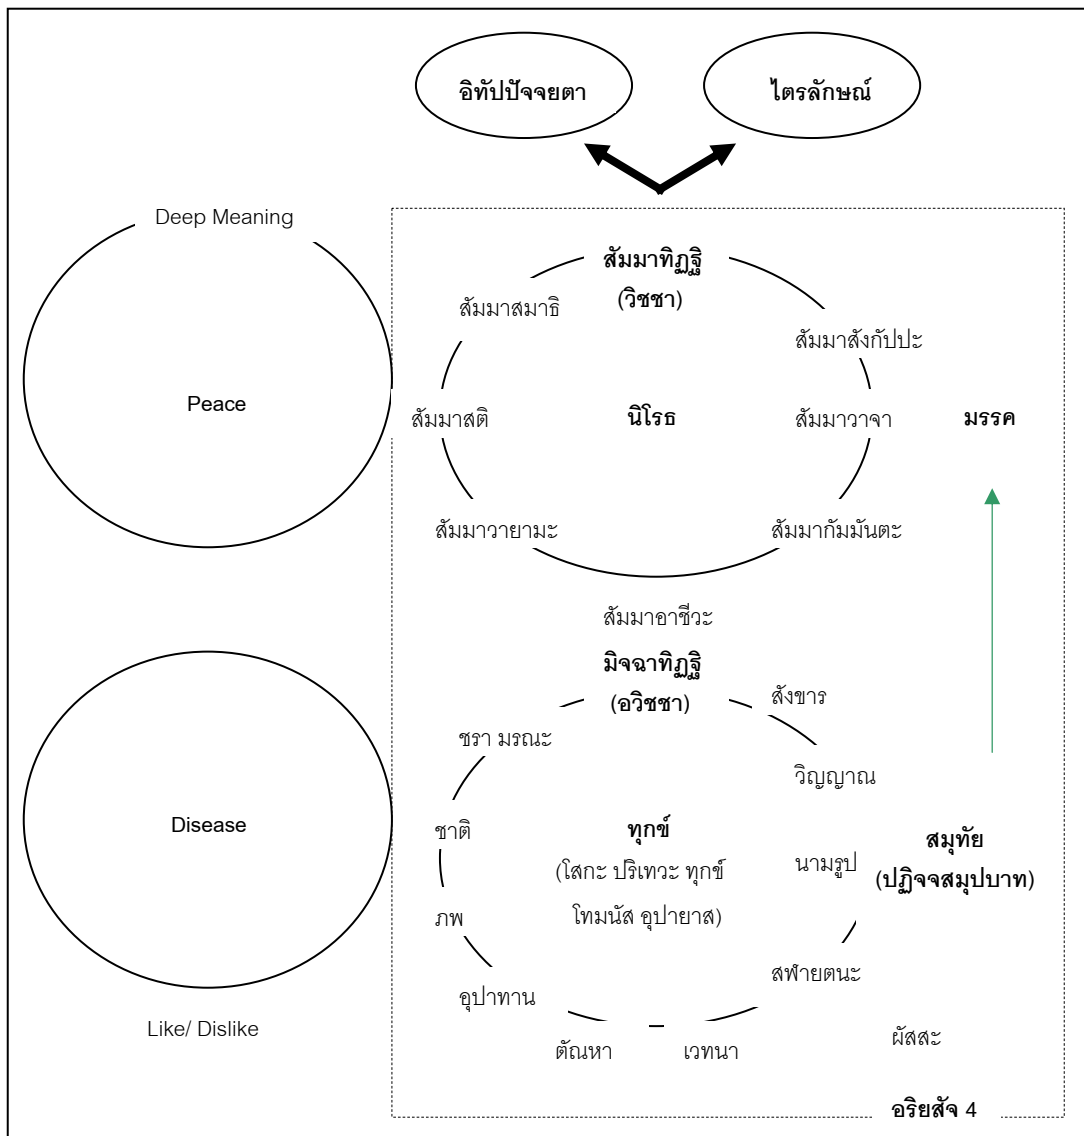 อิทัปปัจจยตา
ไตรลักษณ์
Deep Meaning
สัมมาทิฏฐิ
(วิชชา)
สัมมาสมาธิ
สัมมาสังกัปปะ
Peace
สัมมาสติ
นิโรธ
สัมมาวาจา
มรรค
สัมมาวายามะ
สัมมากัมมันตะ
สัมมาอาชีวะ
มิจฉาทิฏฐิ
(อวิชชา)
สังขาร
ชรา มรณะ
วิญญาณ
Disease
ชาติ
ทุกข์
(โสกะ ปริเทวะ ทุกข์
โทมนัส อุปายาส)
นามรูป
สมุทัย
(ปฏิจจสมุปบาท)
ภพ
สฬายตนะ
อุปาทาน
Like/ Dislike
ตัณหา
เวทนา
ผัสสะ
อริยสัจ 4